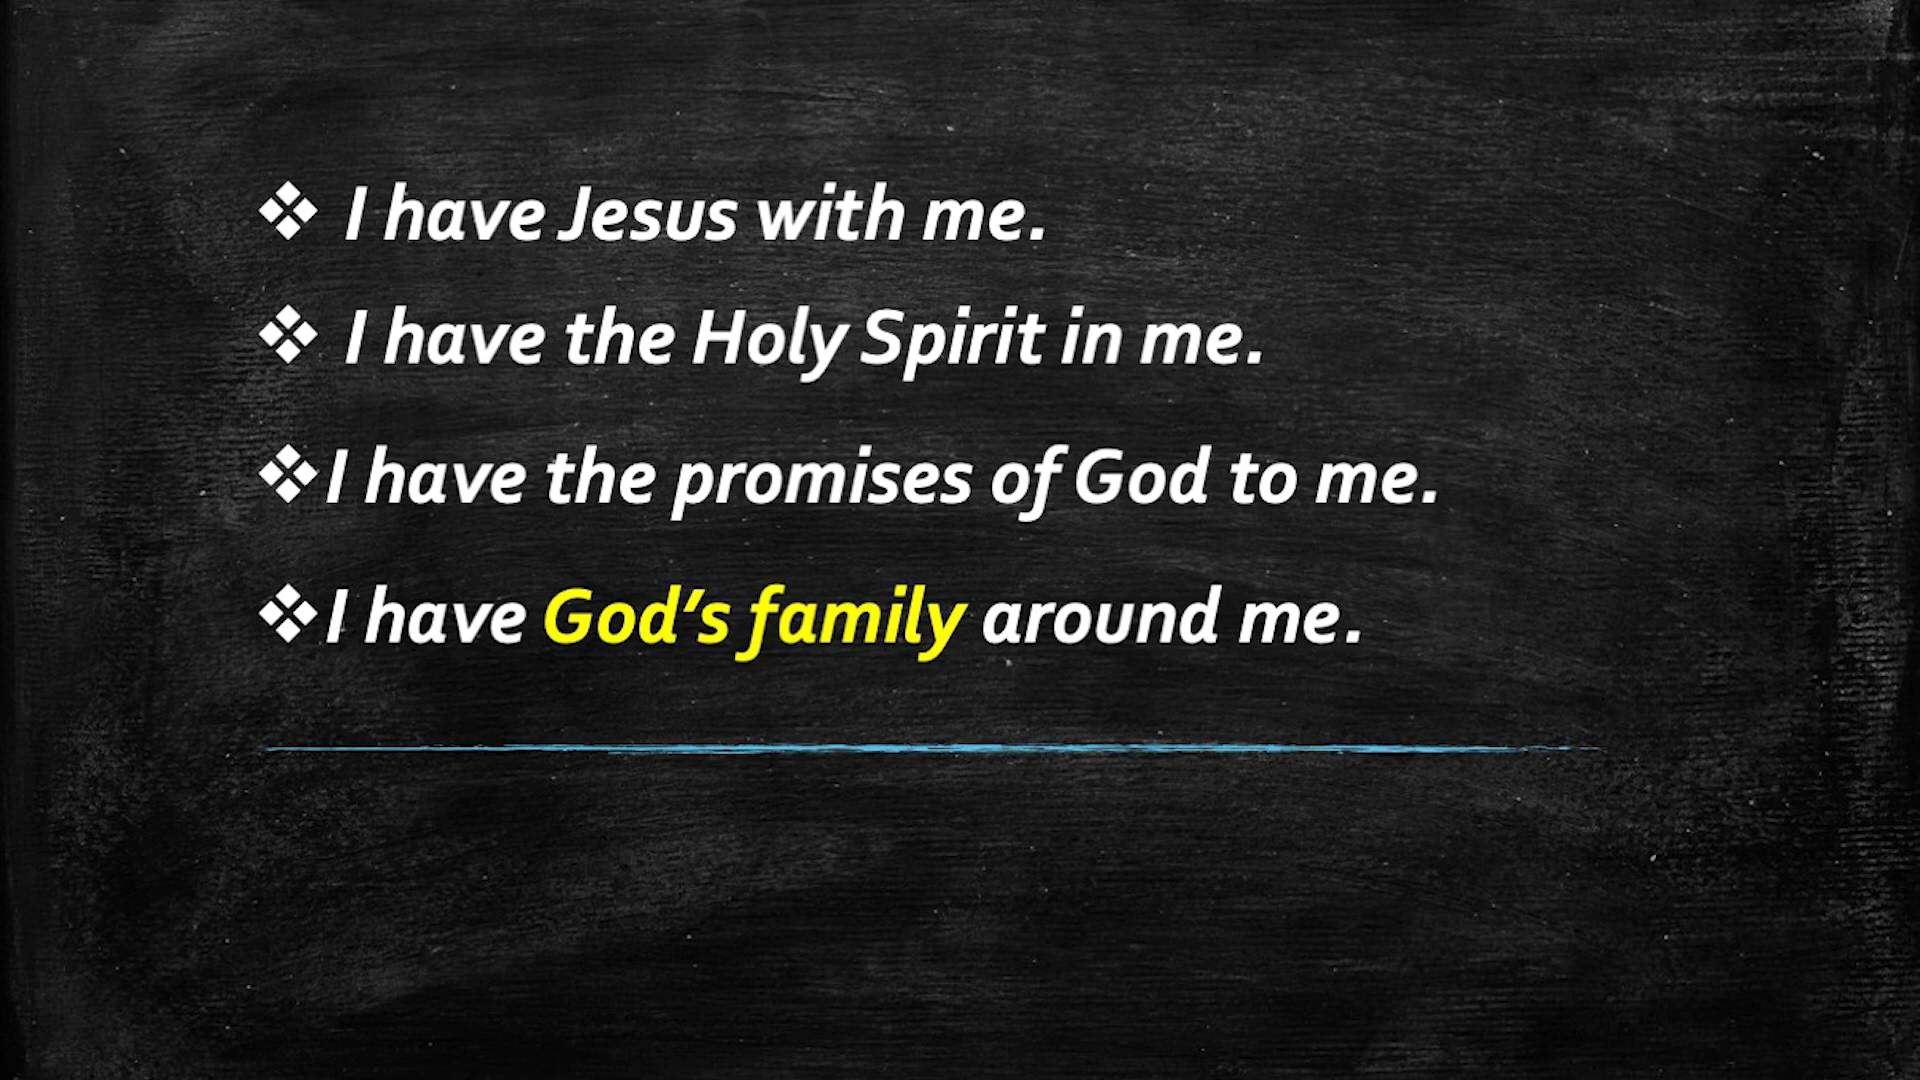 ❖ I have Jesus with me.
❖ I have the Holy Spirit in me.
❖I have the promises of God to me.
❖I have God’s family around me.